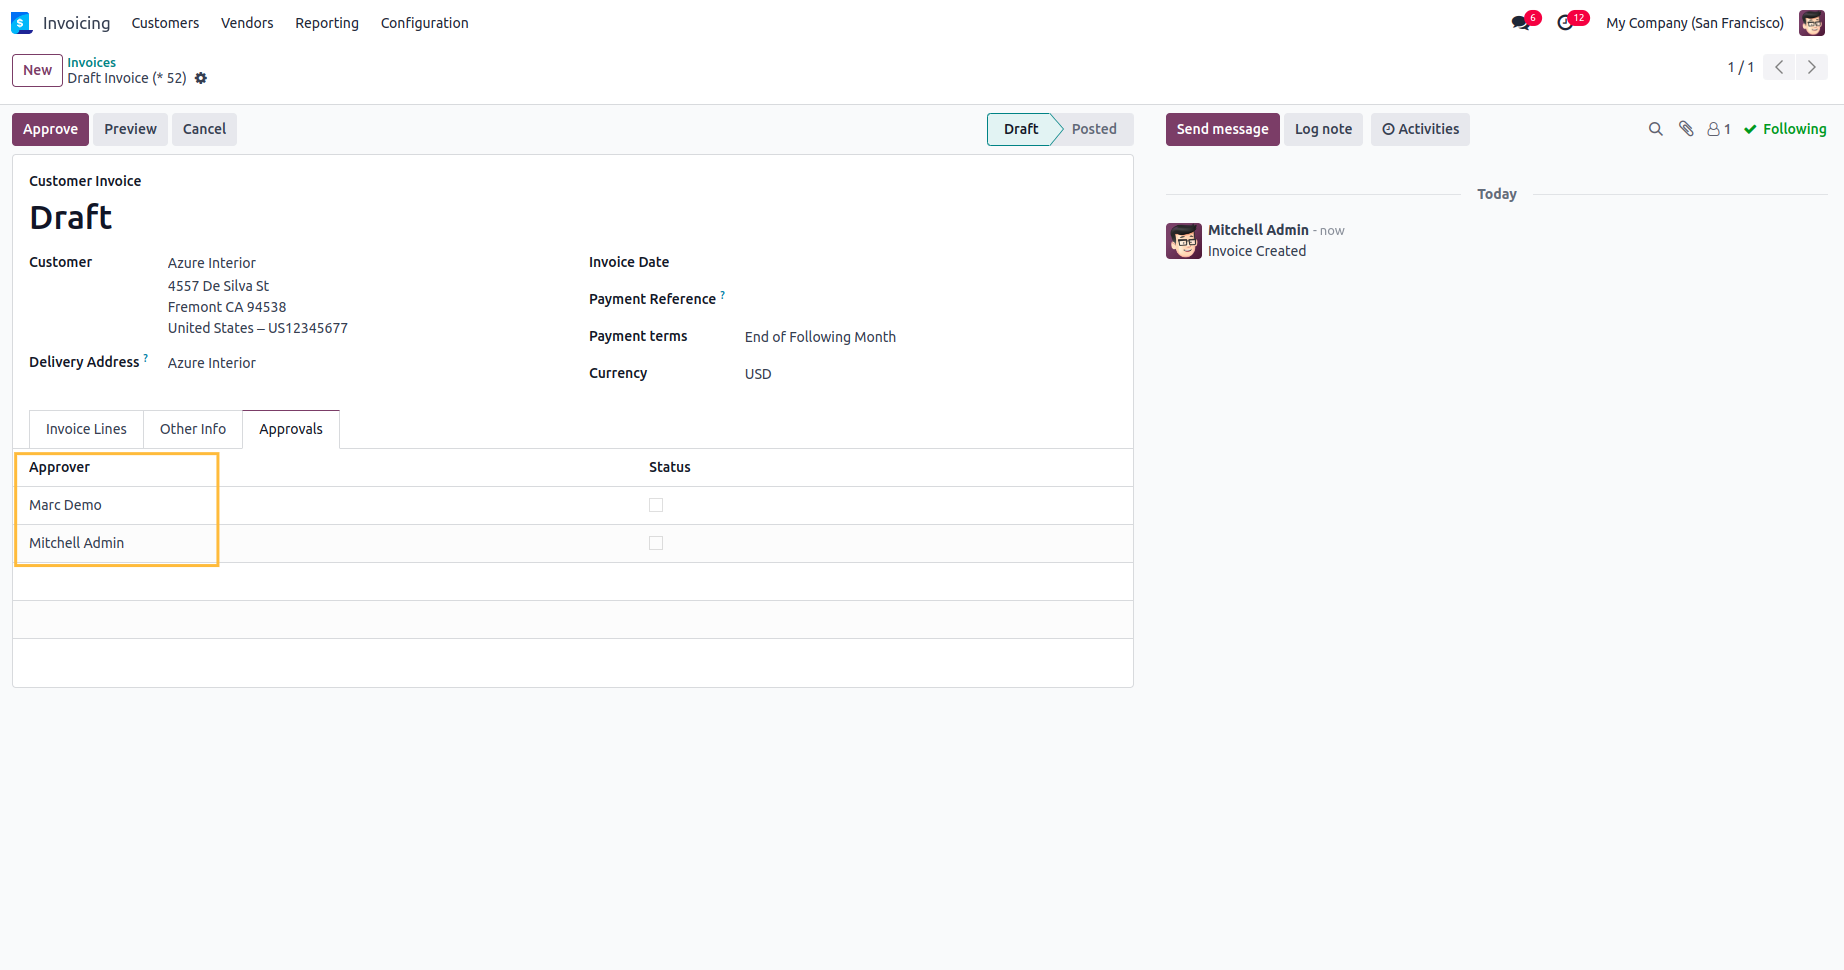 Invoicing Customers Vendors Reporting Configuration 6 12 My Company (San Francisco)
New Invoices
Draft Invoice (* 52) 1 / 1
Approve Preview Cancel Draft Posted Send message Log note Activities 1 Following
Customer Invoice
Draft
Customer Azure Interior
4557 De Silva St
Fremont CA 94538
United States – US12345677
Delivery Address ? Azure Interior
Invoice Date
Payment Reference ?
Payment terms End of Following Month
Currency USD
Invoice Lines Other Info Approvals
Approver Status
Marc Demo
Mitchell Admin
Today
Mitchell Admin - now
Invoice Created